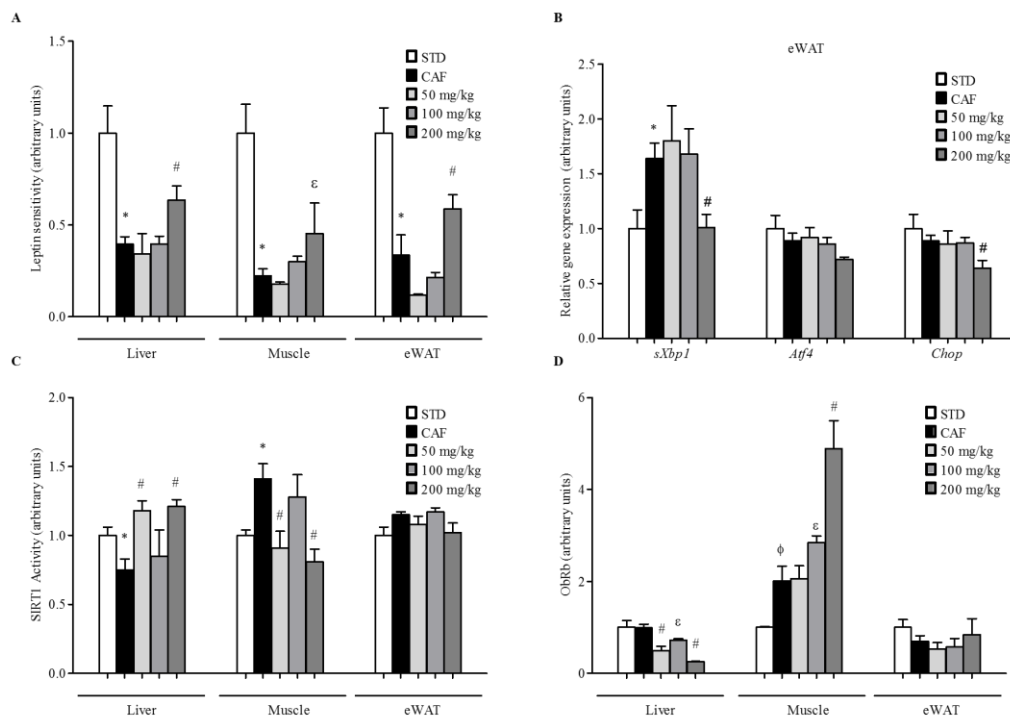 A
Leptin sensitivity (arbitrary units)
1.5
1.0
0.5
0.0
STD
CAF
50 mg/kg
100 mg/kg
200 mg/kg
*
#
*
ε
*
#
Liver
Muscle
eWAT
B
eWAT
Relative gene expression (arbitrary units)
2.5
2.0
1.5
1.0
0.5
0.0
STD
CAF
50 mg/kg
100 mg/kg
200 mg/kg
*
#
#
sXbp1
Atf4
Chop
C
SIRT1 Activity (arbitrary units)
2.0
1.5
1.0
0.5
0.0
STD
CAF
50 mg/kg
100 mg/kg
200 mg/kg
*
#
#
*
#
#
Liver
Muscle
eWAT
D
ObRb (arbitrary units)
6
4
2
0
STD
CAF
50 mg/kg
100 mg/kg
200 mg/kg
#
ε
#
ϕ
ε
#
Liver
Muscle
eWAT